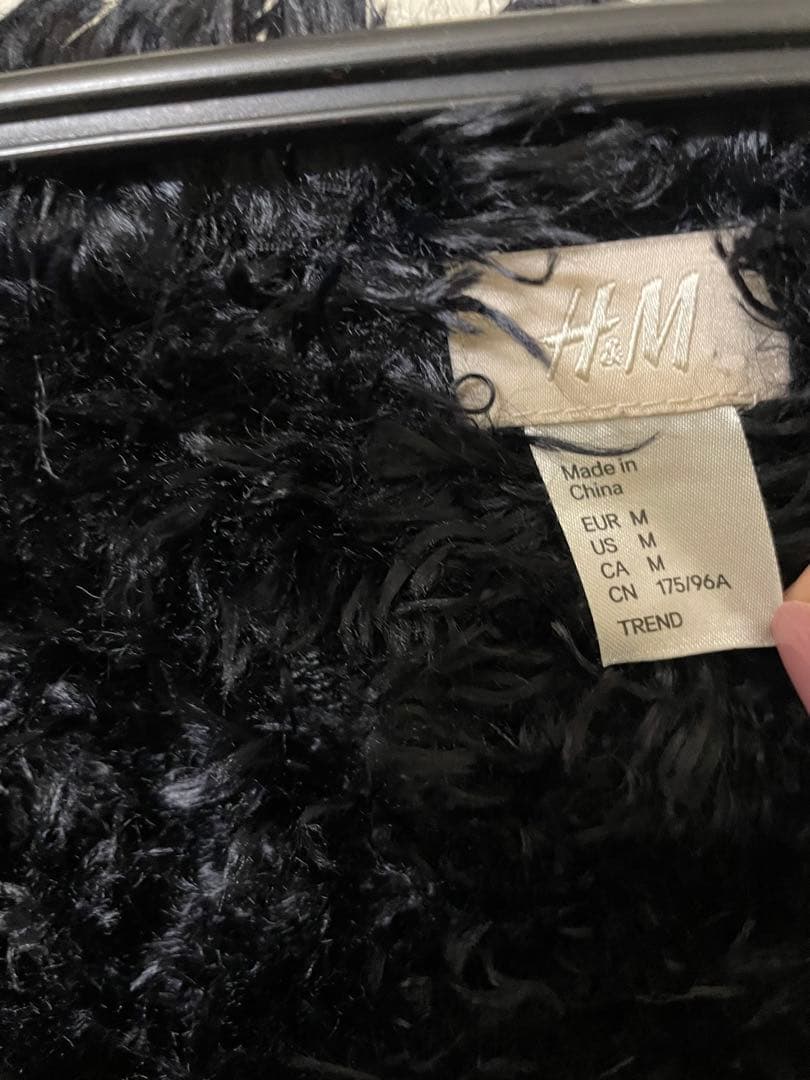 H&M
Made in
China
EUR M
US M
CA M
CN 175/96A
TREND